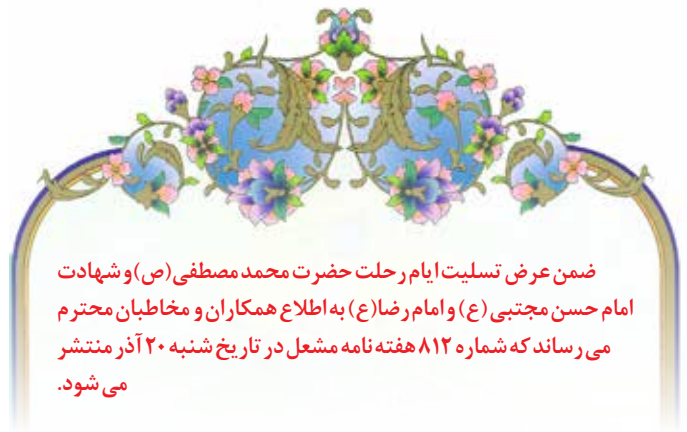 ضمن عرض تسلیت ایام رحلت حضرت محمد مصطفی (ص) و شهادت
امام حسن مجتبی (ع) و امام رضا (ع) به اطلاع همکاران و مخاطبان محترم
می رساند که شماره ۸۱۲ هفته نامه مشعل در تاریخ شنبه ۲۰ آذر منتشر
می شود.